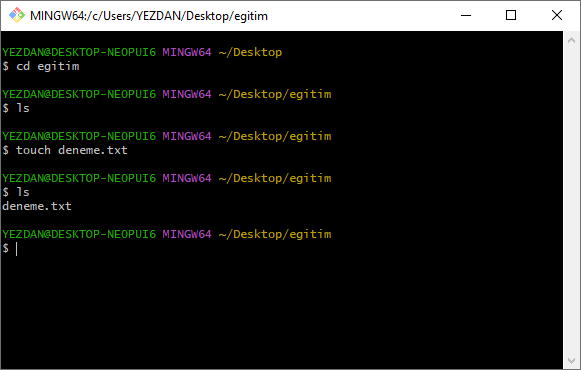 MINGW64:/c/Users/YEZDAN/Desktop/egitim
YEZDAN@DESKTOP-NEOPUI6 MINGW64 ~/Desktop
$ cd egitim
YEZDAN@DESKTOP-NEOPUI6 MINGW64 ~/Desktop/egitim
$ ls
YEZDAN@DESKTOP-NEOPUI6 MINGW64 ~/Desktop/egitim
$ touch deneme.txt
YEZDAN@DESKTOP-NEOPUI6 MINGW64 ~/Desktop/egitim
$ ls
deneme.txt
YEZDAN@DESKTOP-NEOPUI6 MINGW64 ~/Desktop/egitim
$